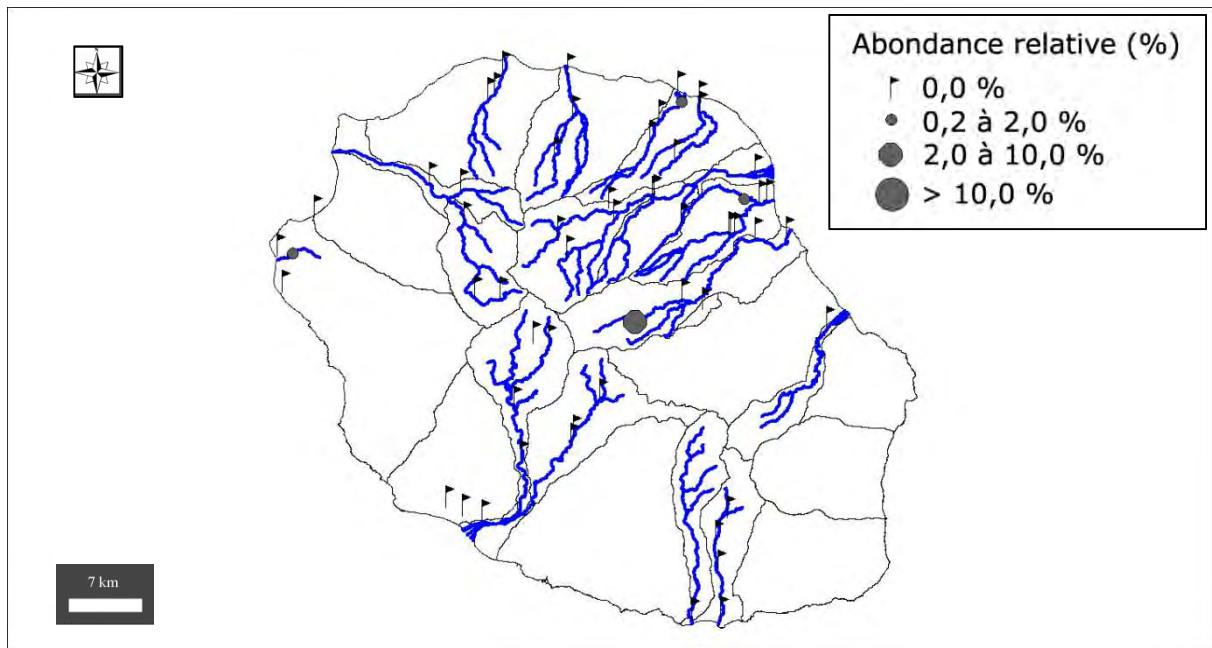 Abondance relative (%)
0,0 %
0,2 à 2,0 %
2,0 à 10,0 %
> 10,0 %
7 km